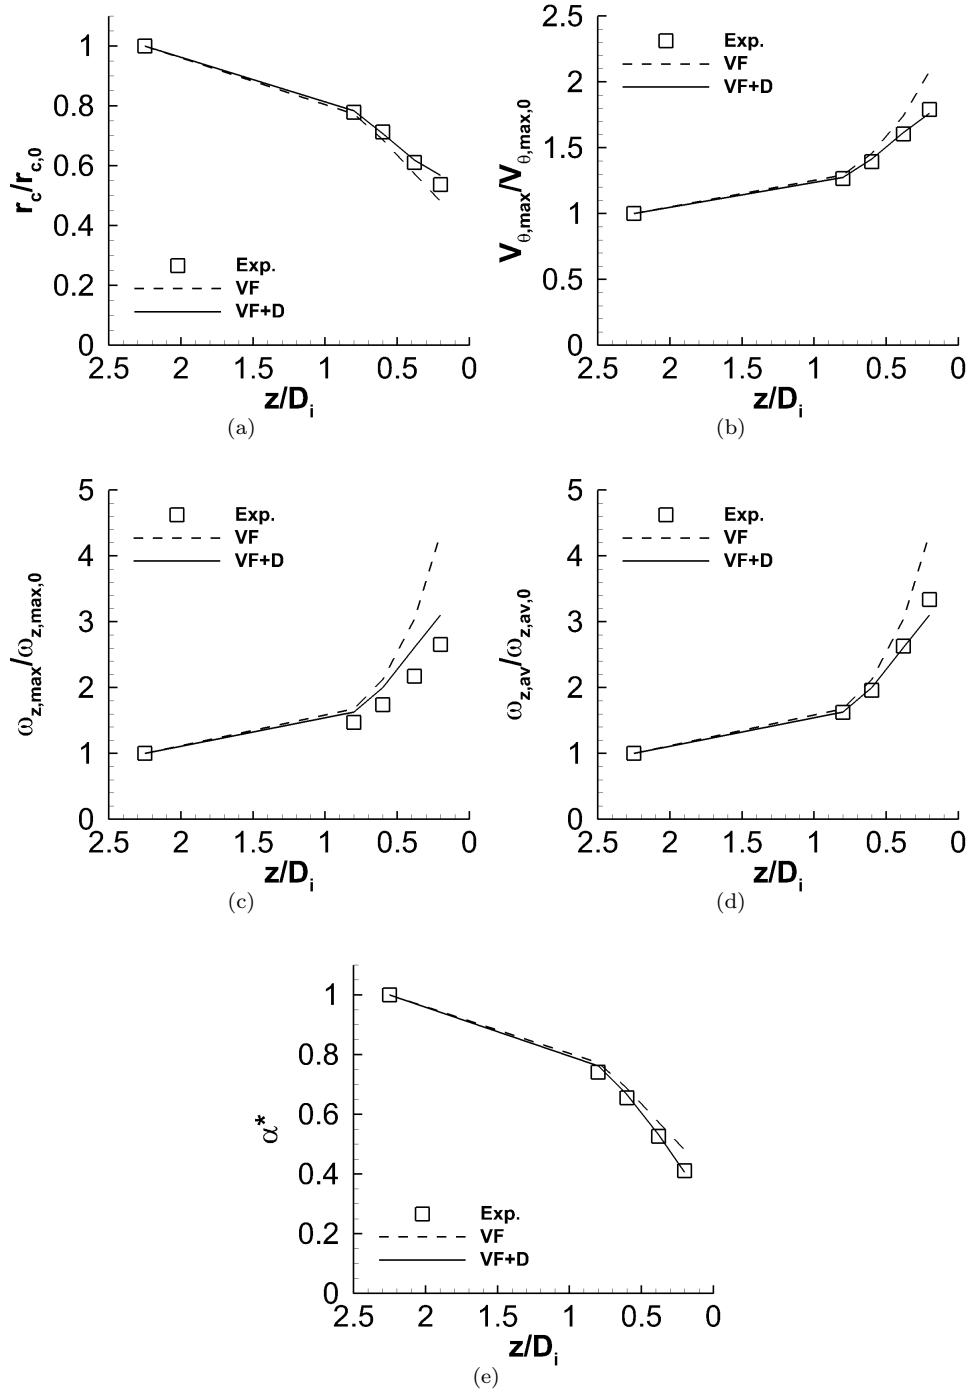 1
0.8
0.6
0.4
0.2
0
r_c/r_c,0
Exp.
VF
VF+D
2.5 2 1.5 1 0.5 0
z/D_i
(a)
2.5
2
1.5
1
0.5
0
V_θ,max/V_θ,max,0
Exp.
VF
VF+D
2.5 2 1.5 1 0.5 0
z/D_i
(b)
5
4
3
2
1
0
ω_z,max/ω_z,max,0
Exp.
VF
VF+D
2.5 2 1.5 1 0.5 0
z/D_i
(c)
5
4
3
2
1
0
ω_z,av/ω_z,av,0
Exp.
VF
VF+D
2.5 2 1.5 1 0.5 0
z/D_i
(d)
1
0.8
0.6
0.4
0.2
0
α*
Exp.
VF
VF+D
2.5 2 1.5 1 0.5 0
z/D_i
(e)